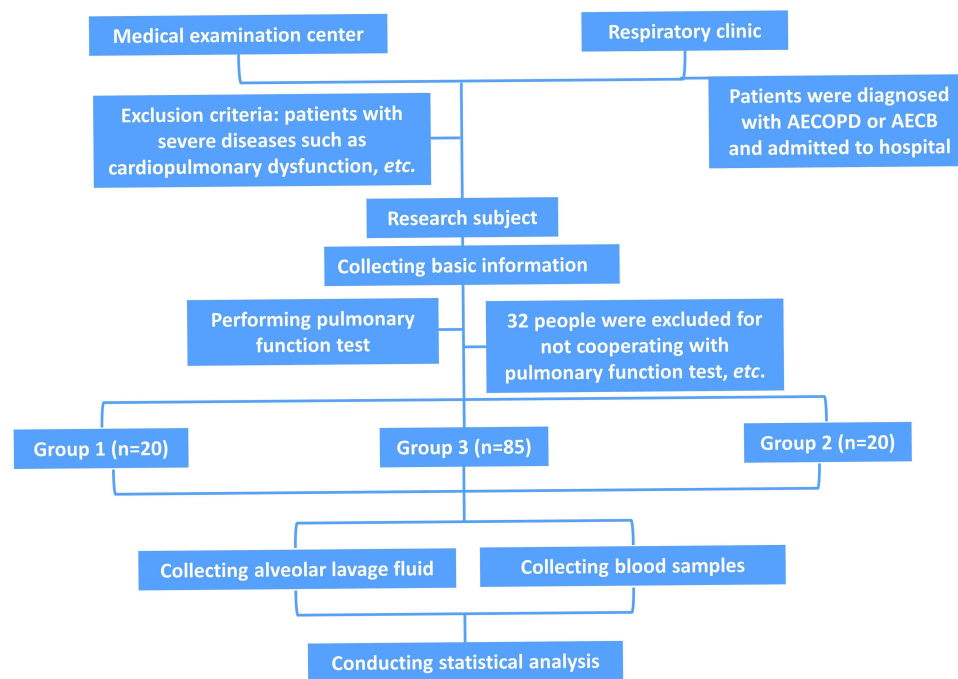 Medical examination center
Respiratory clinic
Exclusion criteria: patients with
severe diseases such as
cardiopulmonary dysfunction, etc.
Patients were diagnosed
with AECOPD or AECB
and admitted to hospital
Research subject
Collecting basic information
Performing pulmonary
function test
32 people were excluded for
not cooperating with
pulmonary function test, etc.
Group 1 (n=20)
Group 3 (n=85)
Group 2 (n=20)
Collecting alveolar lavage fluid
Collecting blood samples
Conducting statistical analysis